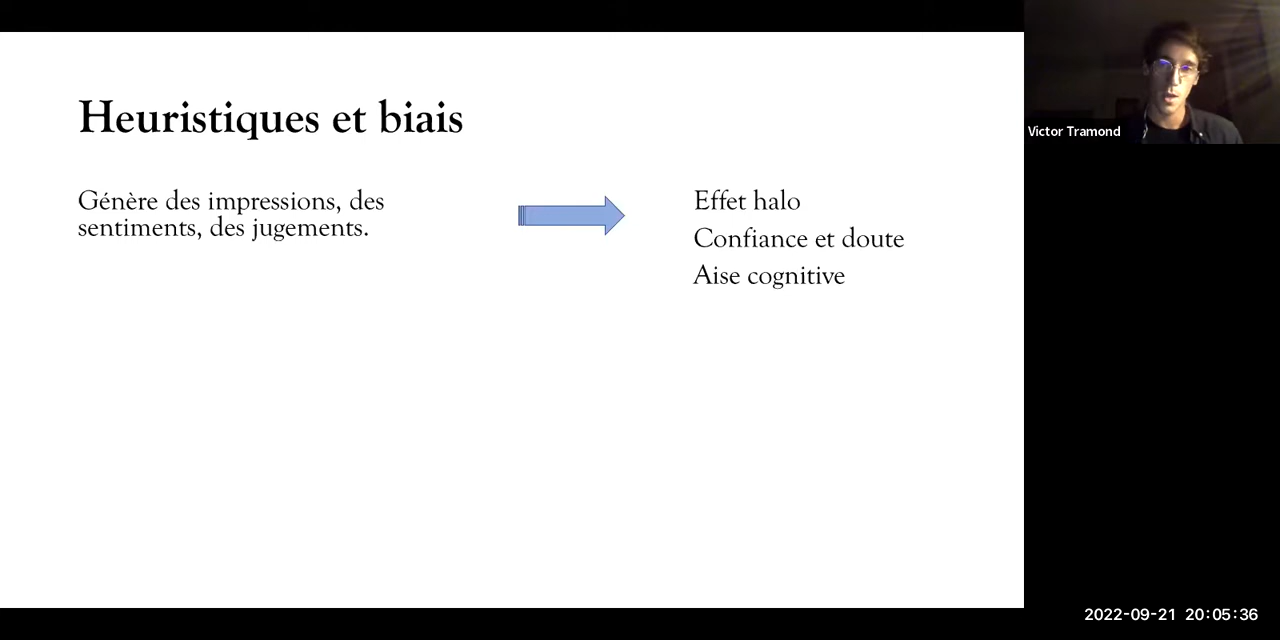 Heuristiques et biais
Génère des impressions, des
sentiments, des jugements.
Effet halo
Confiance et doute
Aise cognitive
Victor Tramond
2022-09-21 20:05:36